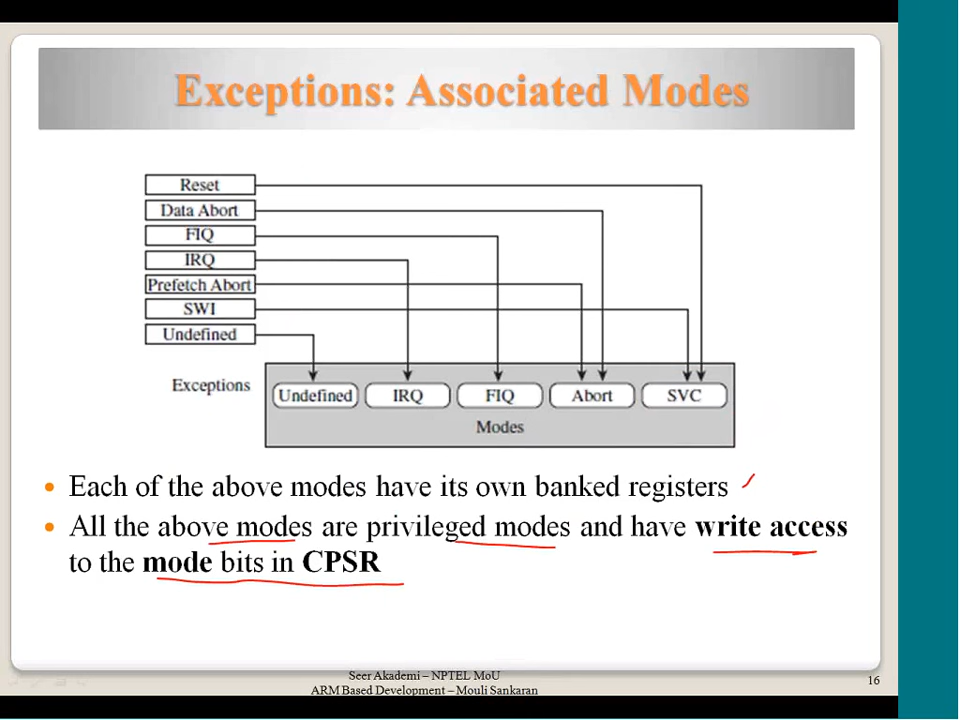 Exceptions: Associated Modes
Reset
Data Abort
FIQ
IRQ
Prefetch Abort
SWI
Undefined
Exceptions
Undefined IRQ FIQ Abort SVC
Modes
• Each of the above modes have its own banked registers
• All the above modes are privileged modes and have write access
to the mode bits in CPSR
Seer Akademi – NPTEL MoU
ARM Based Development – Mouli Sankaran
16